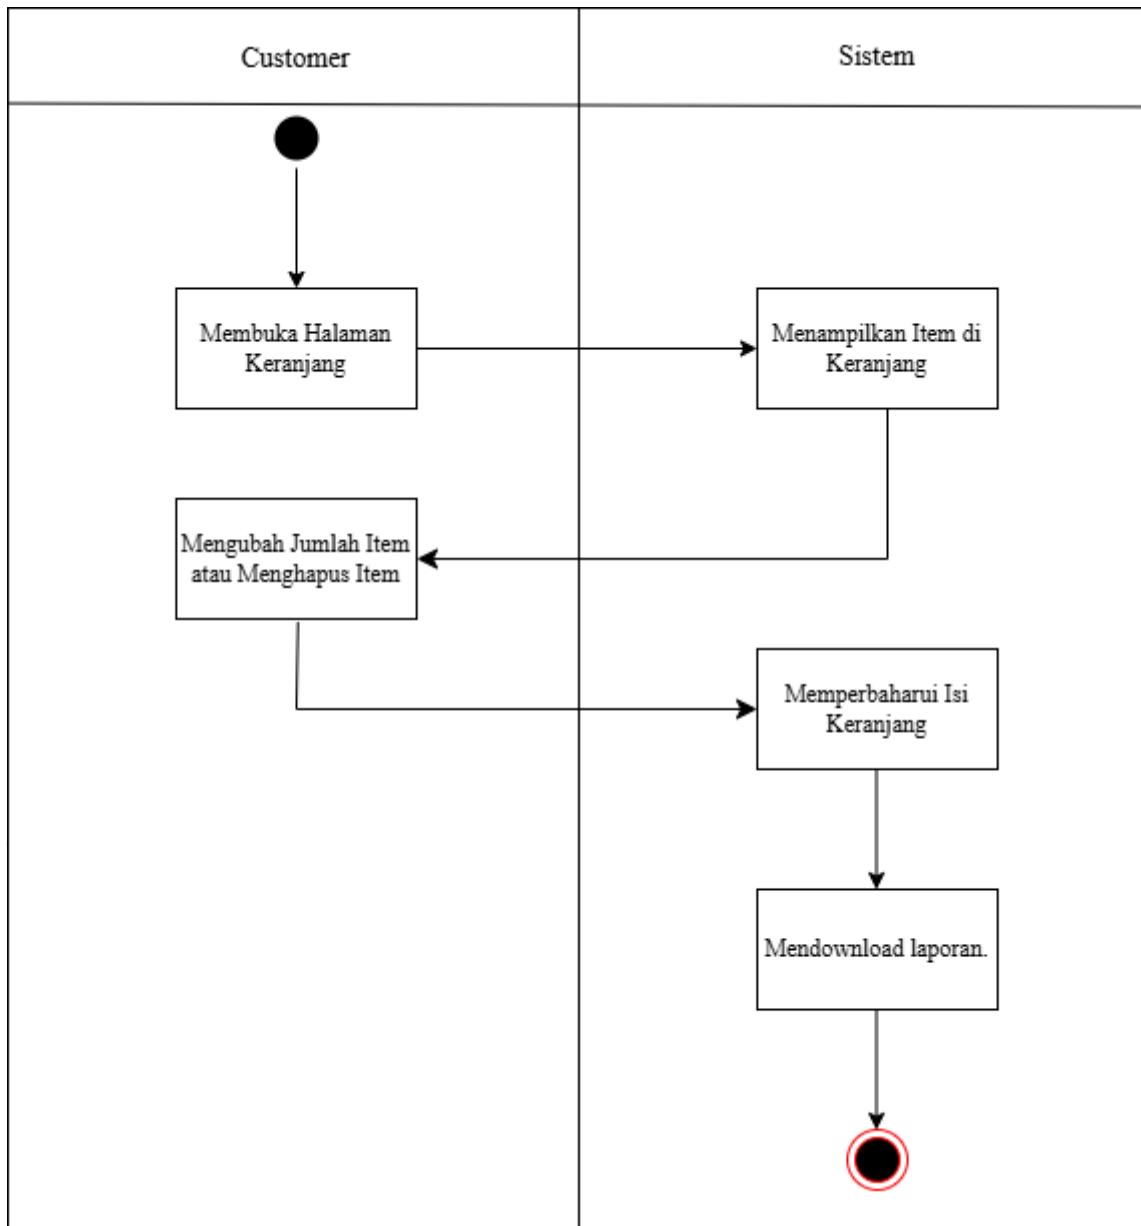 Customer
Sistem
Membuka Halaman
Keranjang
Menampilkan Item di
Keranjang
Mengubah Jumlah Item
atau Menghapus Item
Memperbaharui Isi
Keranjang
Mendownload laporan.